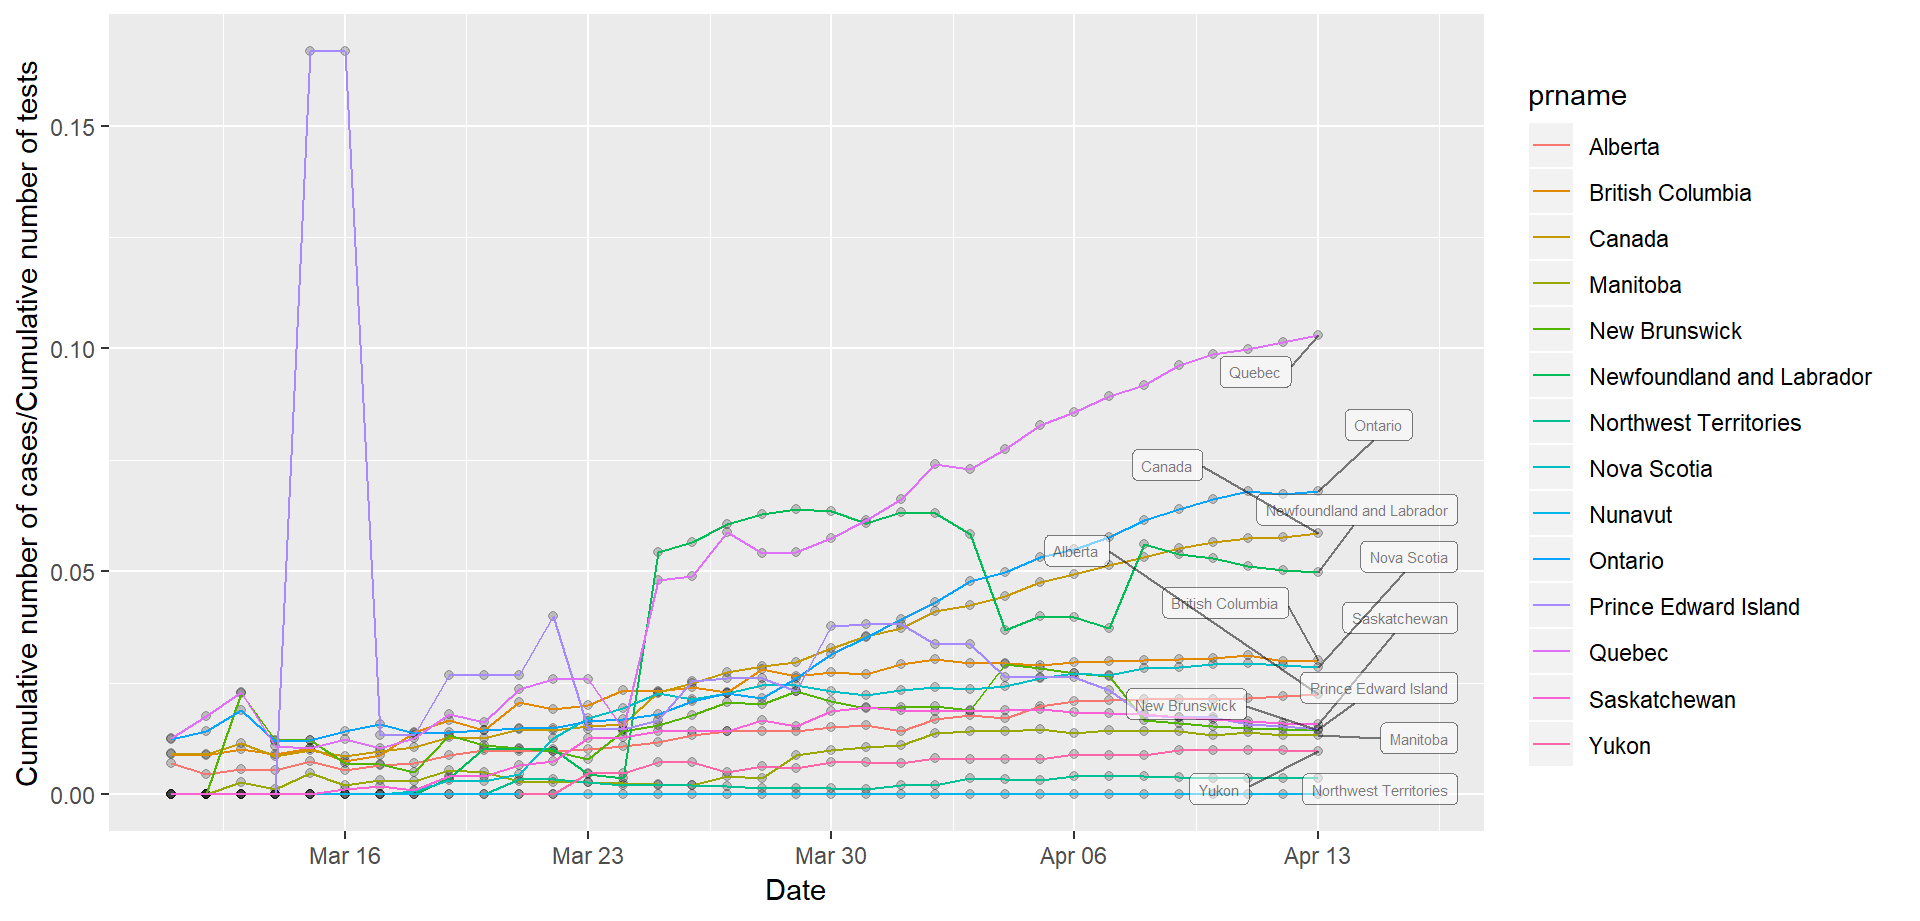 Cumulative number of cases/Cumulative number of tests
0.15
0.10
0.05
0.00
Quebec
Ontario
Canada
Newfoundland and Labrador
Alberta
Nova Scotia
British Columbia
Saskatchewan
Prince Edward Island
New Brunswick
Manitoba
Yukon
Northwest Territories
Mar 16
Mar 23
Mar 30
Apr 06
Apr 13
Date
prname
Alberta
British Columbia
Canada
Manitoba
New Brunswick
Newfoundland and Labrador
Northwest Territories
Nova Scotia
Nunavut
Ontario
Prince Edward Island
Quebec
Saskatchewan
Yukon